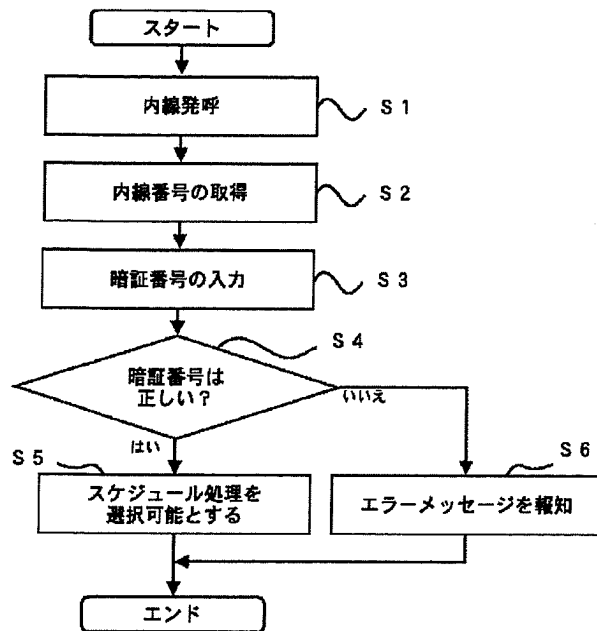 スタート
内線発呼
S1
内線番号の取得
S2
暗証番号の入力
S3
S4
暗証番号は
正しい？
いいえ
はい
S5
S6
スケジュール処理を
選択可能とする
エラーメッセージを報知
エンド